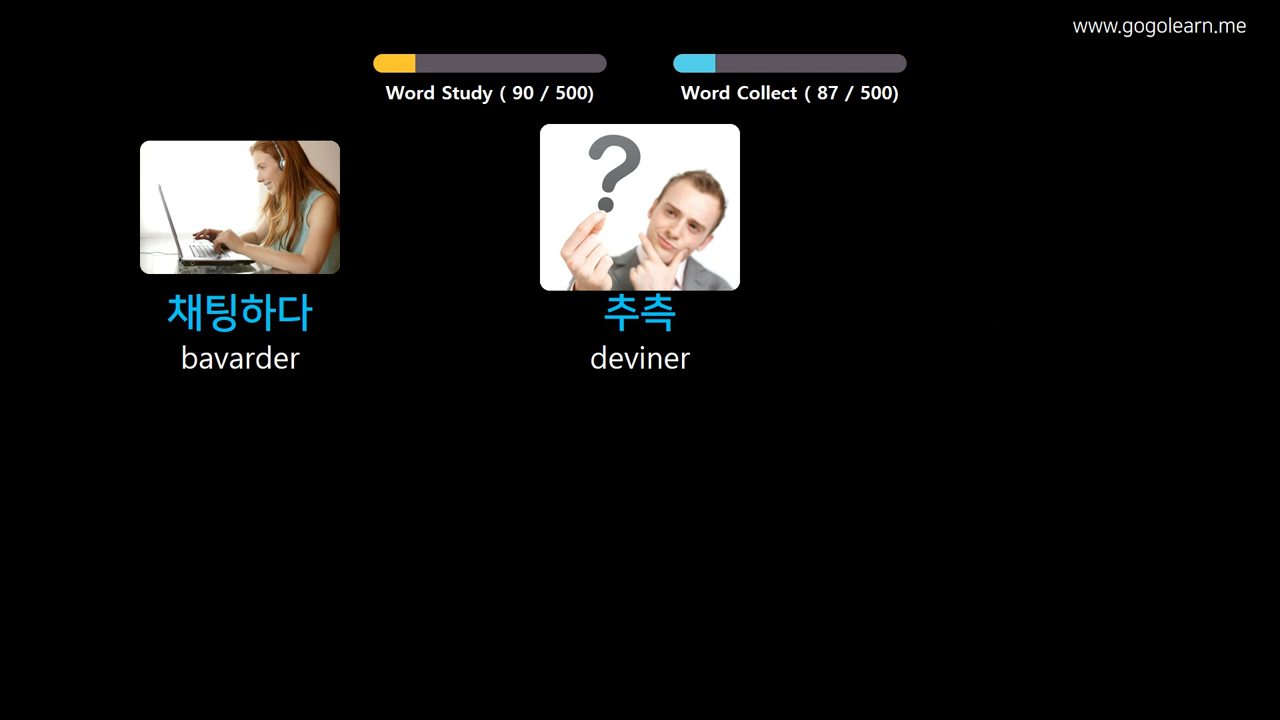 www.gogolearn.me
Word Study ( 90 / 500)
Word Collect ( 87 / 500)
채팅하다
bavarder
추측
deviner